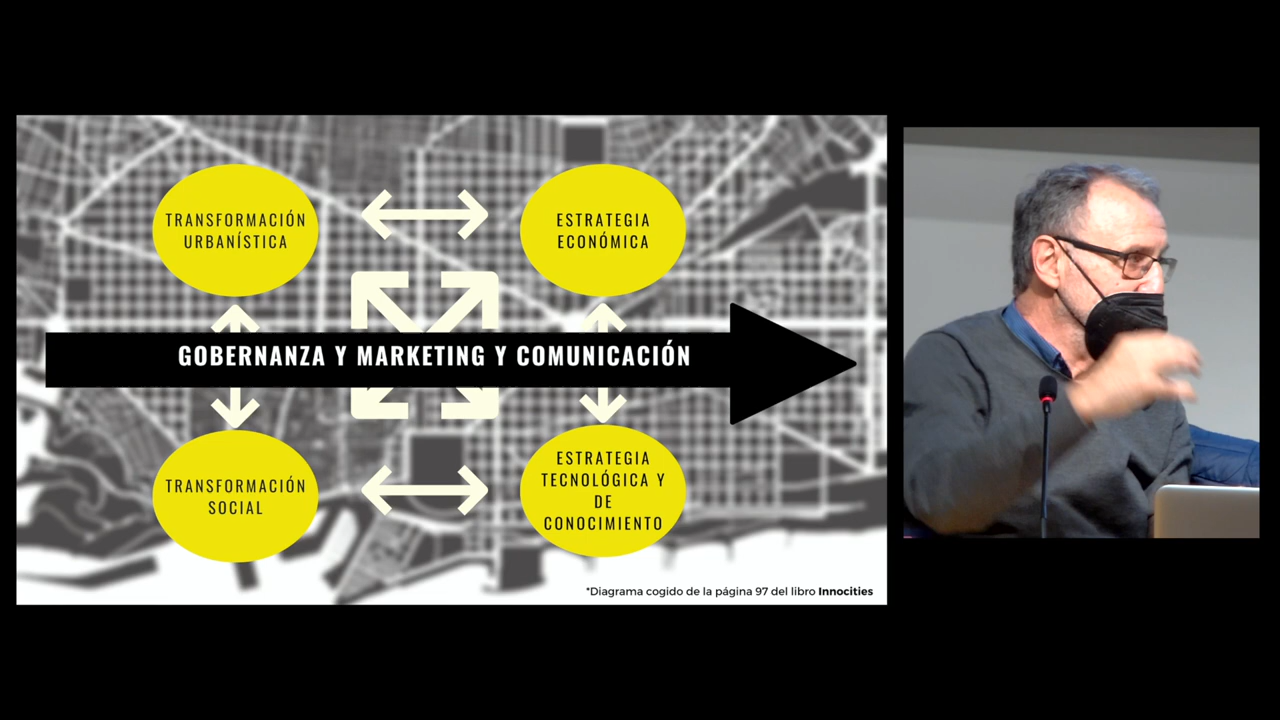 TRANSFORMACIÓN
URBANÍSTICA
ESTRATEGIA
ECONÓMICA
GOBERNANZA Y MARKETING Y COMUNICACIÓN
TRANSFORMACIÓN
SOCIAL
ESTRATEGIA
TECNOLÓGICA Y
DE
CONOCIMIENTO
*Diagrama cogido de la página 97 del libro Innocities